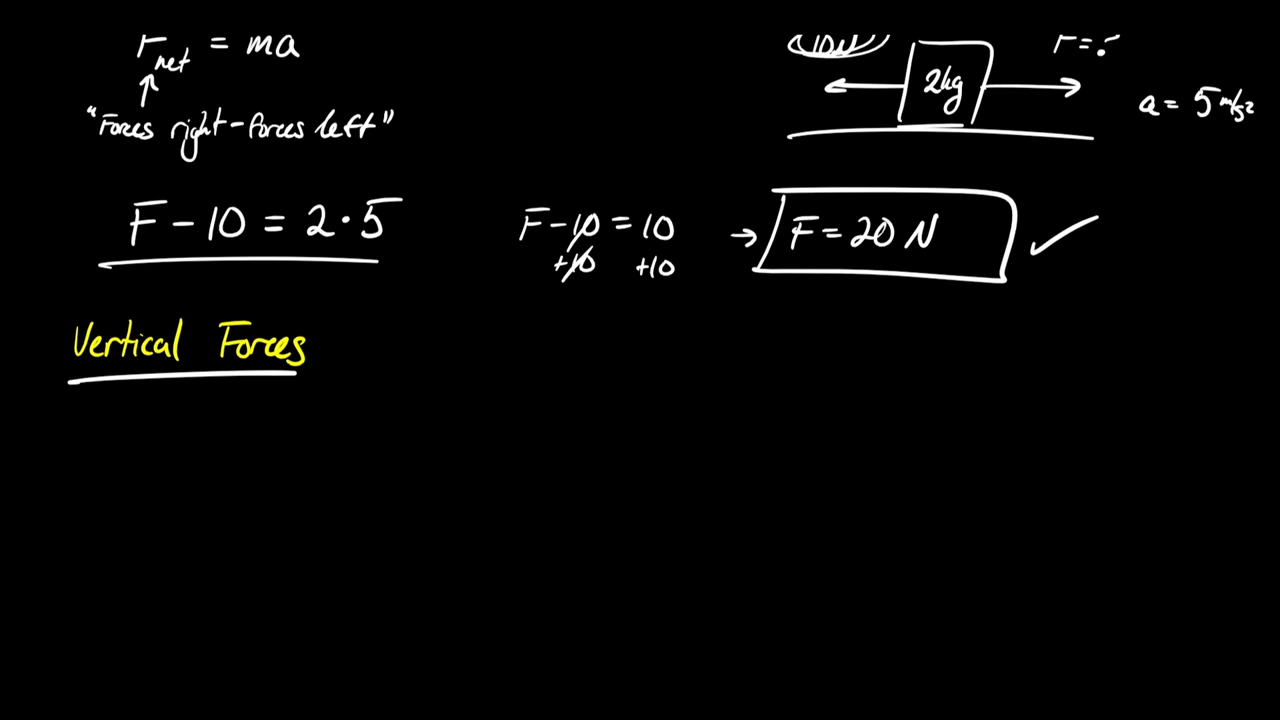 F_net = ma
"Forces right - forces left"
10N
2kg
F = ?
a = 5 m/s²
F - 10 = 2 · 5
F - 10 = 10
+10 +10
→ F = 20 N ✓
Vertical Forces